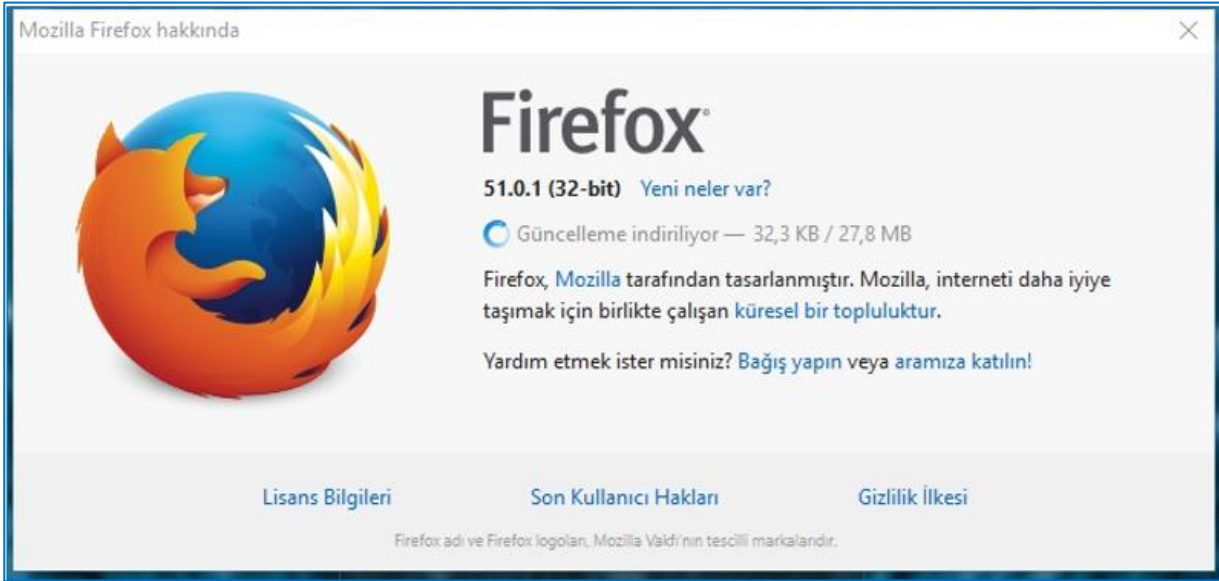 Mozilla Firefox hakkında
Firefox®
51.0.1 (32-bit) Yeni neler var?
Güncelleme indiriliyor — 32,3 KB / 27,8 MB
Firefox, Mozilla tarafından tasarlanmıştır. Mozilla, interneti daha iyiye
taşımak için birlikte çalışan küresel bir topluluktur.
Yardım etmek ister misiniz? Bağış yapın veya aramıza katılın!
Lisans Bilgileri Son Kullanıcı Hakları Gizlilik İlkesi
Firefox adı ve Firefox logoları, Mozilla Vakfı'nın tescilli markalarıdır.